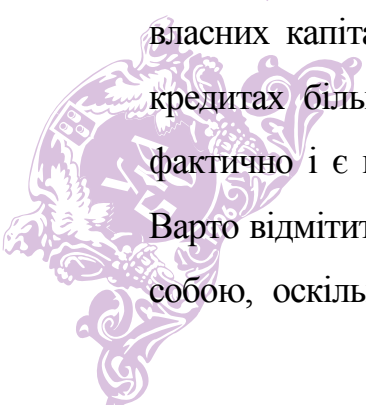 власних капіта
кредитах біль
фактично і є
Варто відмітит
собою, оскіль